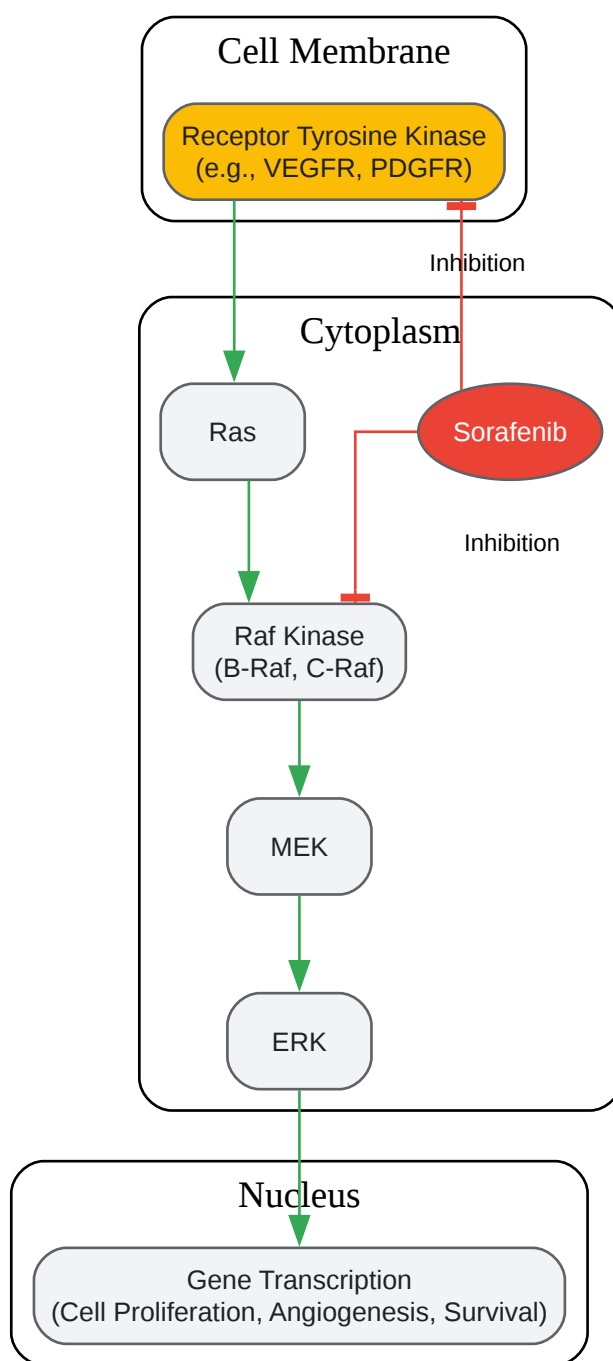 Cell Membrane
Receptor Tyrosine Kinase
(e.g., VEGFR, PDGFR)
Inhibition
Cytoplasm
Ras
Sorafenib
Inhibition
Raf Kinase
(B-Raf, C-Raf)
MEK
ERK
Nucleus
Gene Transcription
(Cell Proliferation, Angiogenesis, Survival)